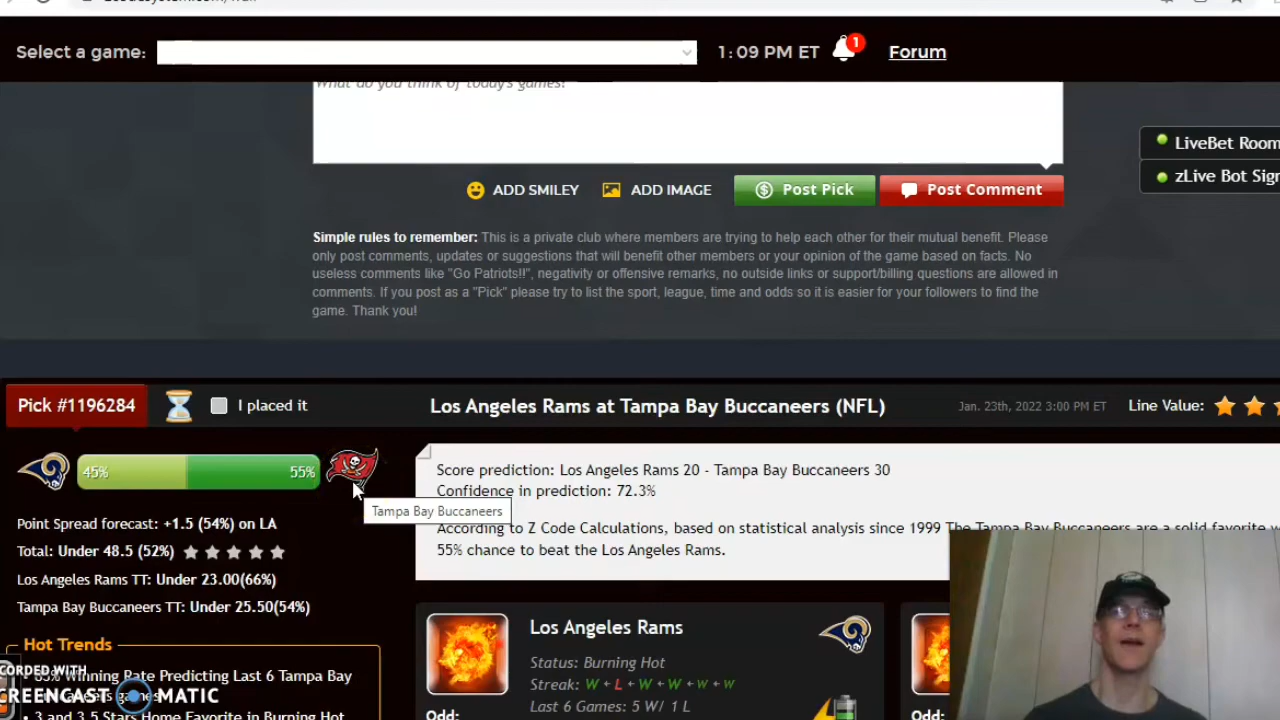 Select a game:
1:09 PM ET
1
Forum
What do you think of today's games!
LiveBet Room
zLive Bot Sig
ADD SMILEY
ADD IMAGE
Post Pick
Post Comment
Simple rules to remember: This is a private club where members are trying to help each other for their mutual benefit. Please
only post comments, updates or suggestions that will benefit other members or your opinion of the game based on facts. No
useless comments like "Go Patriots!!", negativity or offensive remarks, no outside links or support/billing questions are allowed in
comments. If you post as a "Pick" please try to list the sport, league, time and odds so it is easier for your followers to find the
game. Thank you!
Pick #1196284
I placed it
Los Angeles Rams at Tampa Bay Buccaneers (NFL)
Jan. 23th, 2022 3:00 PM ET
Line Value:
45%
55%
Tampa Bay Buccaneers
Score prediction: Los Angeles Rams 20 - Tampa Bay Buccaneers 30
Confidence in prediction: 72.3%
According to Z Code Calculations, based on statistical analysis since 1999 The Tampa Bay Buccaneers are a solid favorite
55% chance to beat the Los Angeles Rams.
Point Spread forecast: +1.5 (54%) on LA
Total: Under 48.5 (52%)
Los Angeles Rams TT: Under 23.00(66%)
Tampa Bay Buccaneers TT: Under 25.50(54%)
Hot Trends
Winning Rate Predicting Last 6 Tampa Bay
3 and 3.5 Stars Home Favorite in Burning Hot
Los Angeles Rams
Status: Burning Hot
Streak: W L W W W W
Last 6 Games: 5 W/ 1 L
Odd:
Odd:
CORDED WITH
CREENCAST MATIC